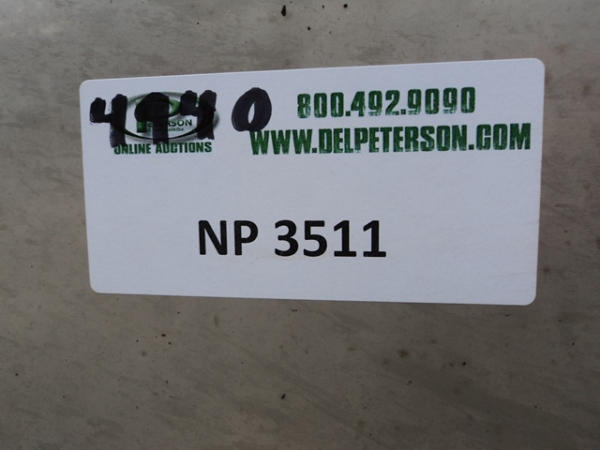 4940
800.492.9090
ONLINE AUCTIONS
WWW.DELPETERSON.COM
NP 3511